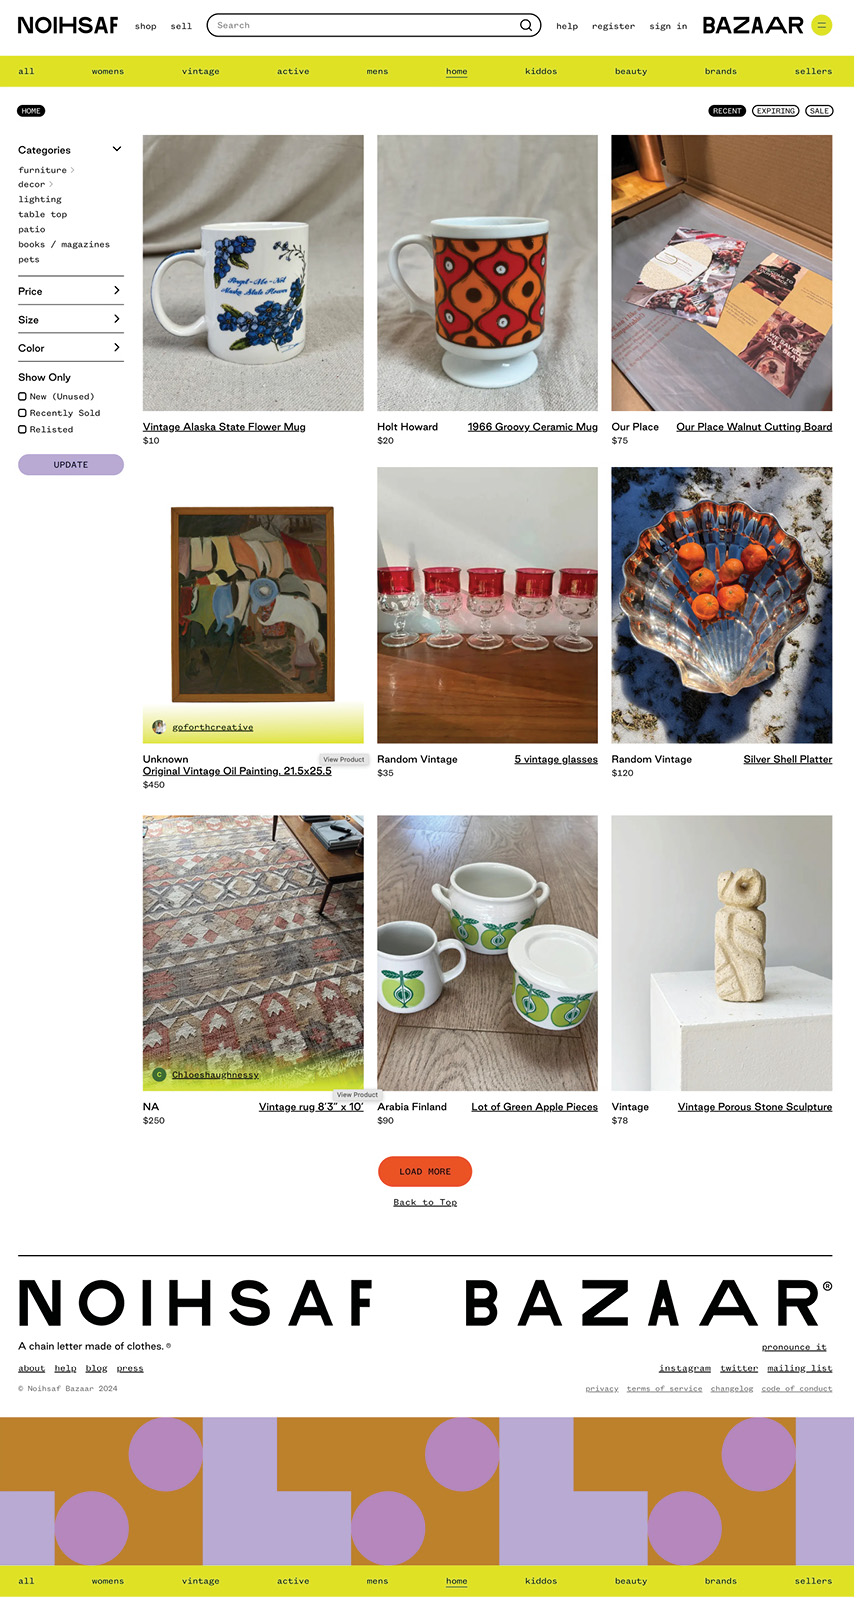 NOIHSAF shop sell Search help register sign in BAZAAR
all womens vintage active mens home kiddos beauty brands sellers
HOME RECENT EXPIRING SALE
Categories
furniture >
decor >
lighting
table top
patio
books / magazines
pets
Price
Size
Color
Show Only
New (Unused)
Recently Sold
Relisted
UPDATE
Forget-Me-Not
Alaska State Flower
Vintage Alaska State Flower Mug
$10
Holt Howard 1966 Groovy Ceramic Mug
$20
WE SAVED
YOU A SEAT
Our Place Our Place Walnut Cutting Board
$75
goforthcreative
Unknown
View Product
Original Vintage Oil Painting. 21.5x25.5
$450
Random Vintage 5 vintage glasses
$35
Random Vintage Silver Shell Platter
$120
C Chloeshaughnessy
View Product
NA Vintage rug 8'3" x 10'
$250
Arabia Finland Lot of Green Apple Pieces
$90
Vintage Vintage Porous Stone Sculpture
$78
LOAD MORE
Back to Top
NOIHSAF BAZAAR®
A chain letter made of clothes.® pronounce it
about help blog press instagram twitter mailing list
© Noihsaf Bazaar 2024 privacy terms of service changelog code of conduct
all womens vintage active mens home kiddos beauty brands sellers